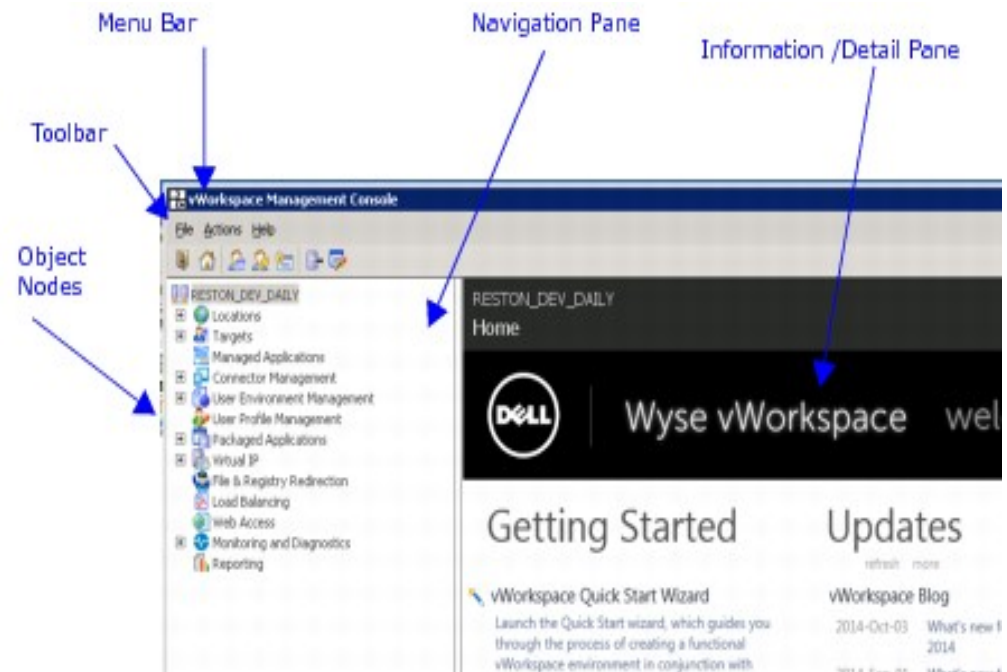 Menu Bar
Navigation Pane
Information /Detail Pane
Toolbar
Object
Nodes
vWorkspace Management Console
File Actions Help
RESTON_DEV_DAILY
Locations
Targets
Managed Applications
Connector Management
User Environment Management
User Profile Management
Packaged Applications
Virtual IP
File & Registry Redirection
Load Balancing
Web Access
Monitoring and Diagnostics
Reporting
RESTON_DEV_DAILY
Home
DELL
Wyse vWorkspace wel
Getting Started
vWorkspace Quick Start Wizard
Launch the Quick Start wizard, which guides you
through the process of creating a functional
vWorkspace environment in conjunction with
Updates
refresh more
vWorkspace Blog
2014-Oct-03 What's new
2014